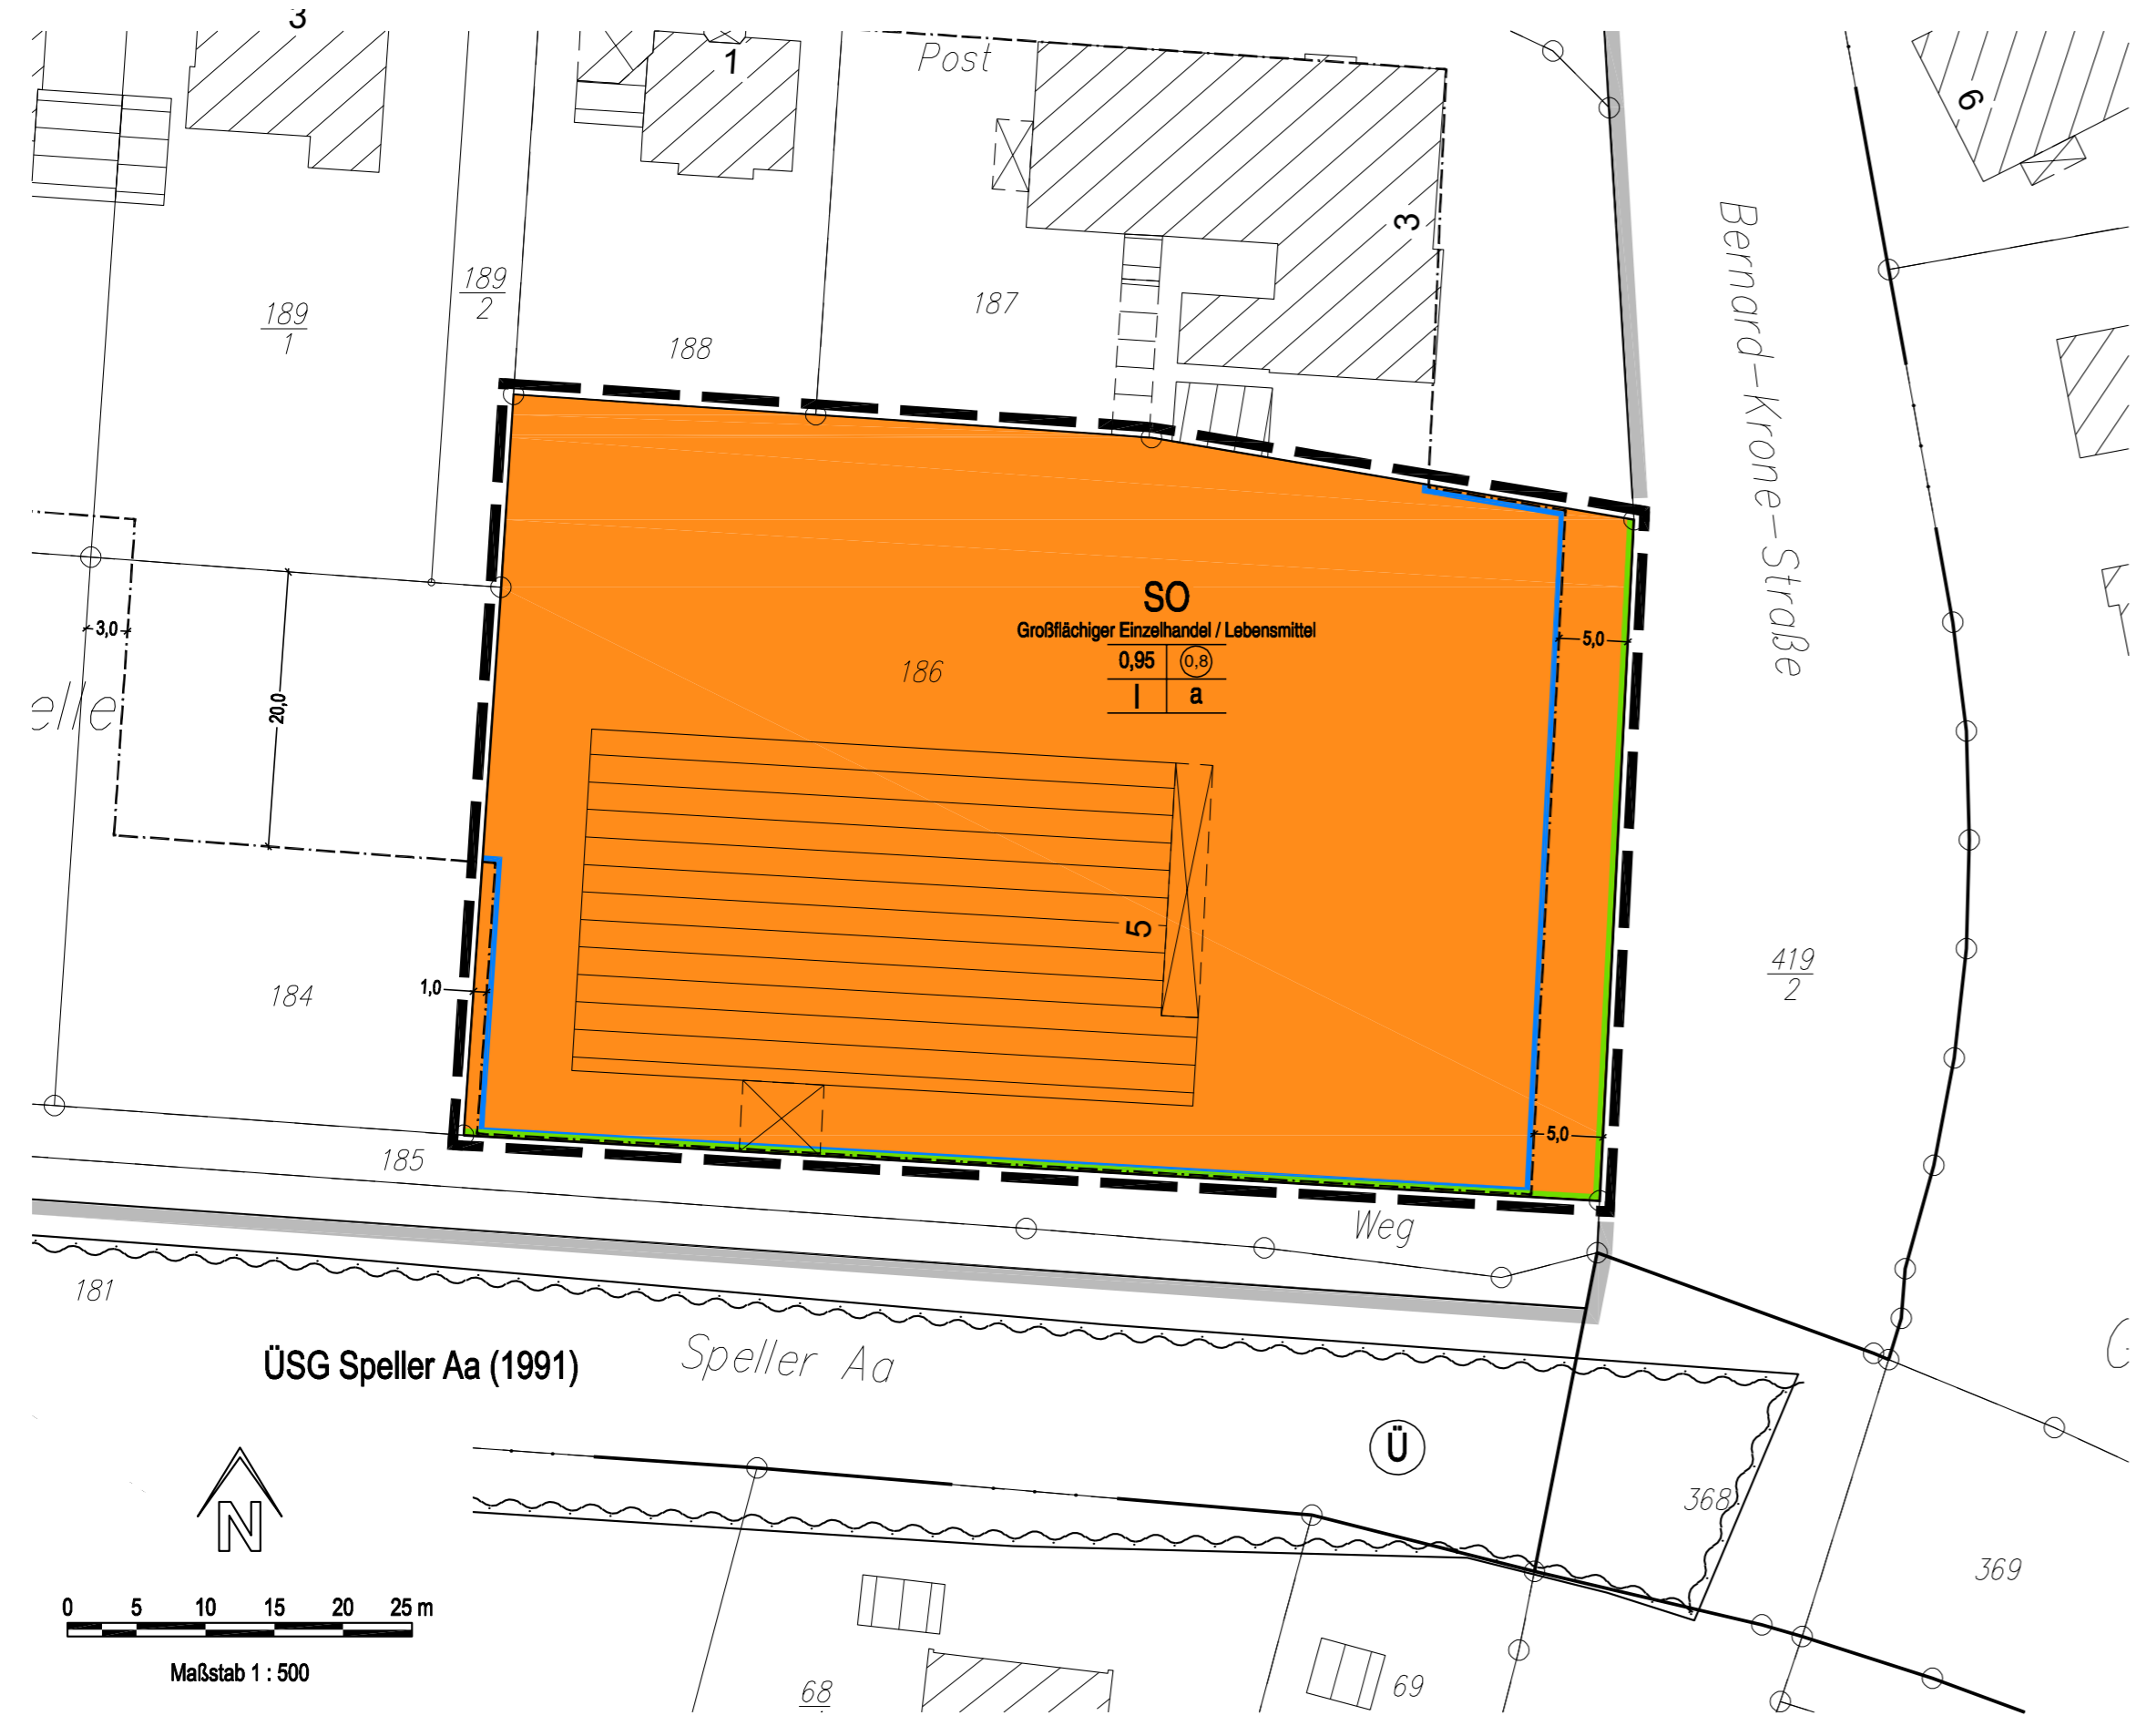 3
1
Post
6
3
Bernard-Krone-Straße
189
1
189
2
188
187
SO
Großflächiger Einzelhandel / Lebensmittel
0,95
0,8
I
a
186
5,0
3,0
20,0
elle
5
1,0
184
419
2
5,0
185
Weg
181
ÜSG Speller Aa (1991)
Speller Aa
Ü
N
368
369
0 5 10 15 20 25 m
Maßstab 1 : 500
68
69